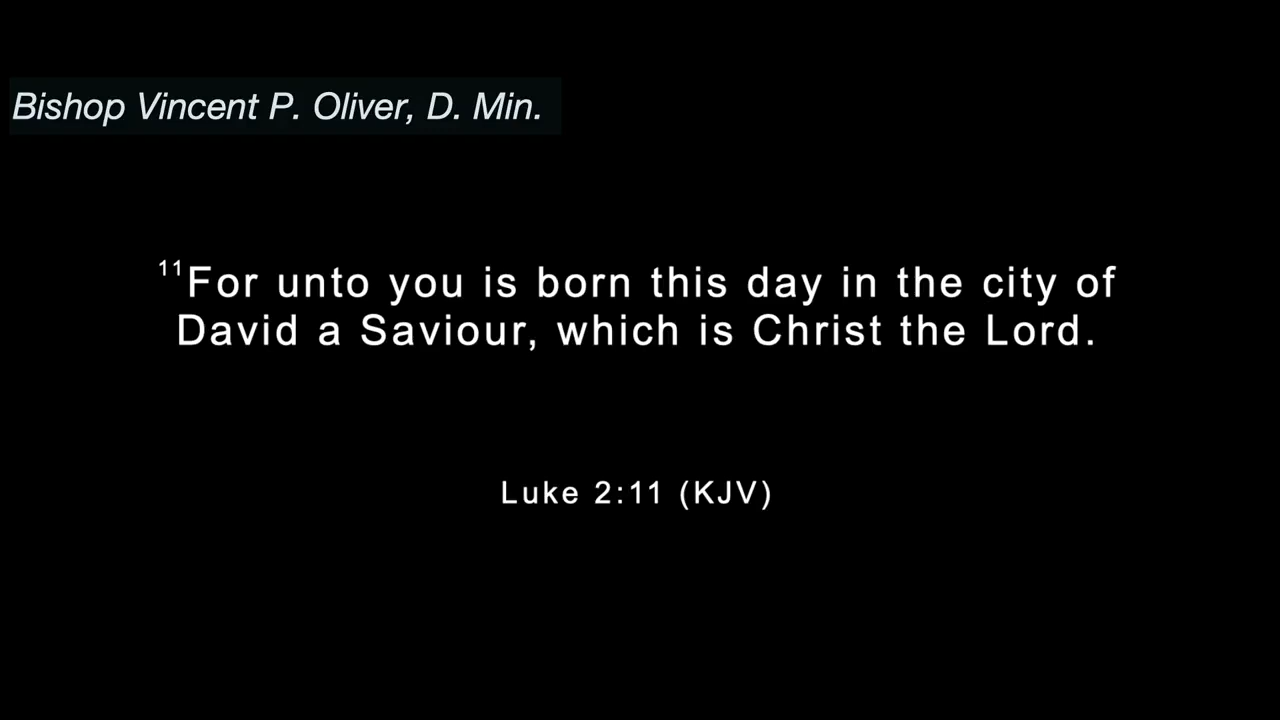 Bishop Vincent P. Oliver, D. Min.
¹¹For unto you is born this day in the city of
David a Saviour, which is Christ the Lord.
Luke 2:11 (KJV)